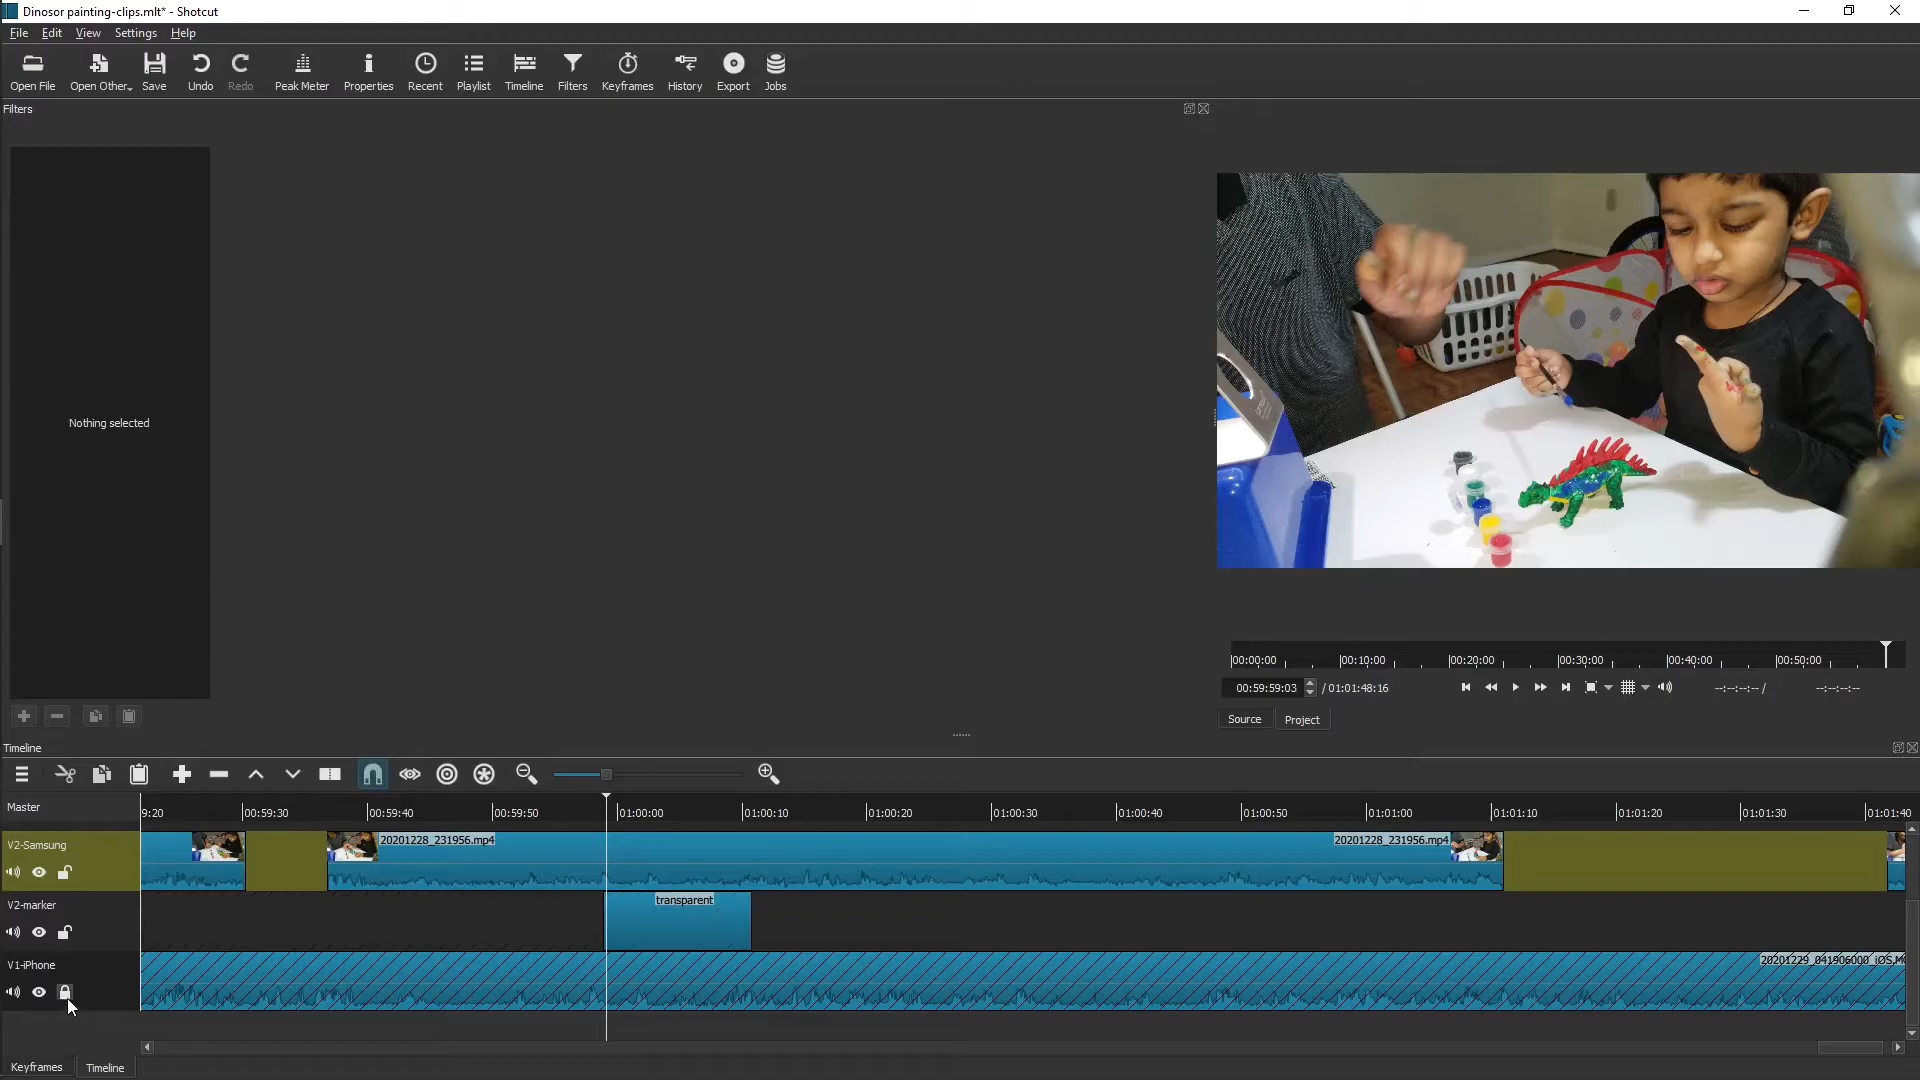 Dinosor painting-clips.mlt* - Shotcut
File Edit View Settings Help
Open File Open Other Save Undo Redo Peak Meter Properties Recent Playlist Timeline Filters Keyframes History Export Jobs
Filters
Nothing selected
00:00:00 00:10:00 00:20:00 00:30:00 00:40:00 00:50:00
00:59:59:03 / 01:01:48:16 --:--:--:-- / --:--:--:--
Source Project
Timeline
Master 9:20 00:59:30 00:59:40 00:59:50 01:00:00 01:00:10 01:00:20 01:00:30 01:00:40 01:00:50 01:01:00 01:01:10 01:01:20 01:01:30 01:01:40
V2-Samsung 20201228_231956.mp4 20201228_231956.mp4
V2-marker transparent
V1-iPhone 20201229_041906000_iOS.M
Keyframes Timeline